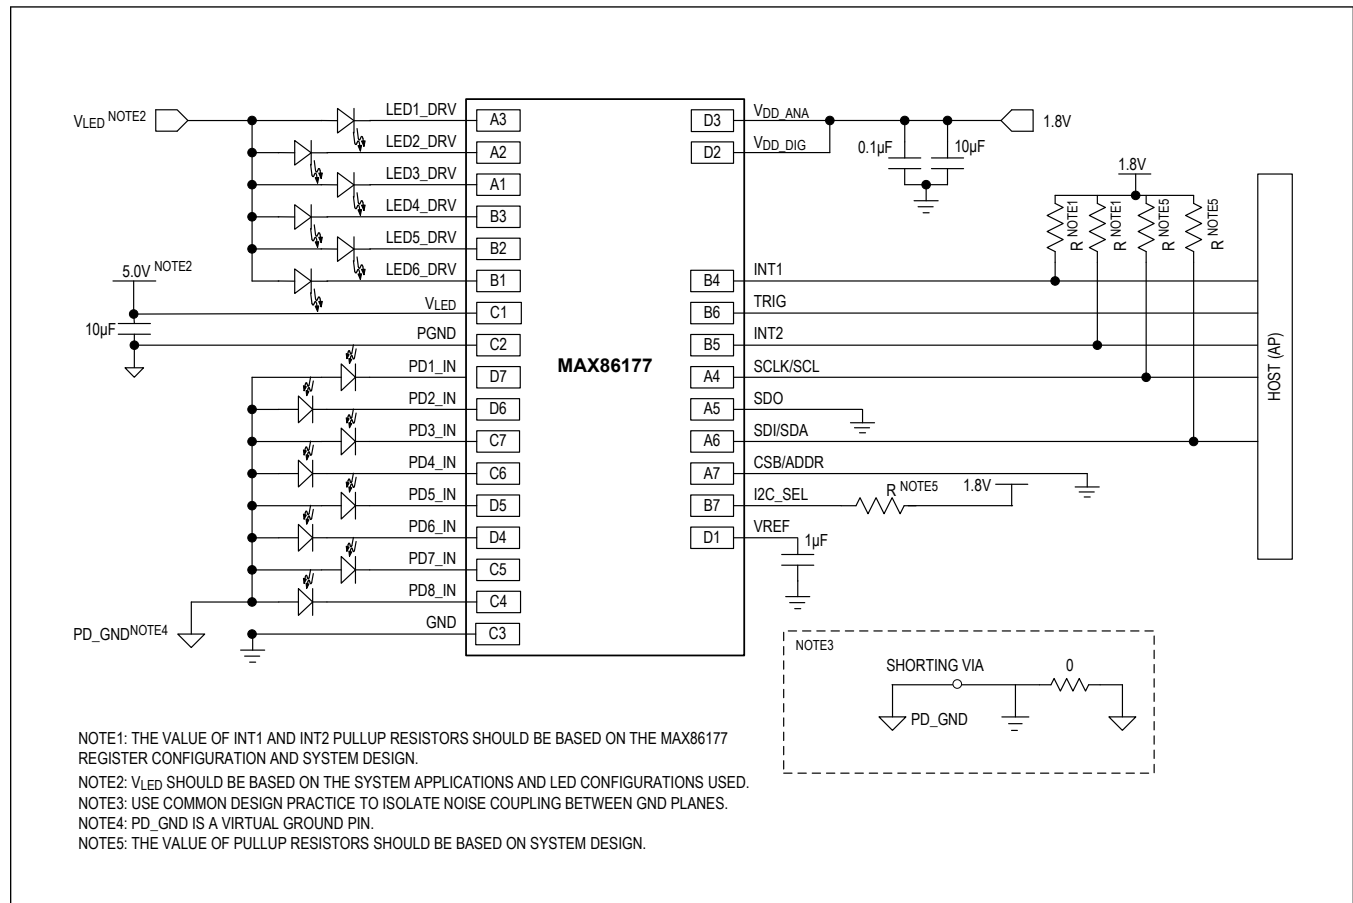 VLED NOTE2
LED1_DRV
A3
LED2_DRV
A2
LED3_DRV
A1
LED4_DRV
B3
LED5_DRV
B2
LED6_DRV
B1
5.0V NOTE2
VLED
C1
10µF
PGND
C2
PD1_IN
D7
PD2_IN
D6
PD3_IN
C7
PD4_IN
C6
PD5_IN
D5
PD6_IN
D4
PD7_IN
C5
PD8_IN
C4
PD_GND NOTE4
GND
C3
MAX86177
D3
VDD_ANA
1.8V
D2
VDD_DIG
0.1µF
10µF
1.8V
R NOTE1
R NOTE1
R NOTE5
R NOTE5
B4
INT1
B6
TRIG
B5
INT2
A4
SCLK/SCL
A5
SDO
A6
SDI/SDA
A7
CSB/ADDR
B7
I2C_SEL
R NOTE5
1.8V
D1
VREF
1µF
HOST (AP)
NOTE3
SHORTING VIA
0
PD_GND
NOTE1: THE VALUE OF INT1 AND INT2 PULLUP RESISTORS SHOULD BE BASED ON THE MAX86177
REGISTER CONFIGURATION AND SYSTEM DESIGN.
NOTE2: VLED SHOULD BE BASED ON THE SYSTEM APPLICATIONS AND LED CONFIGURATIONS USED.
NOTE3: USE COMMON DESIGN PRACTICE TO ISOLATE NOISE COUPLING BETWEEN GND PLANES.
NOTE4: PD_GND IS A VIRTUAL GROUND PIN.
NOTE5: THE VALUE OF PULLUP RESISTORS SHOULD BE BASED ON SYSTEM DESIGN.